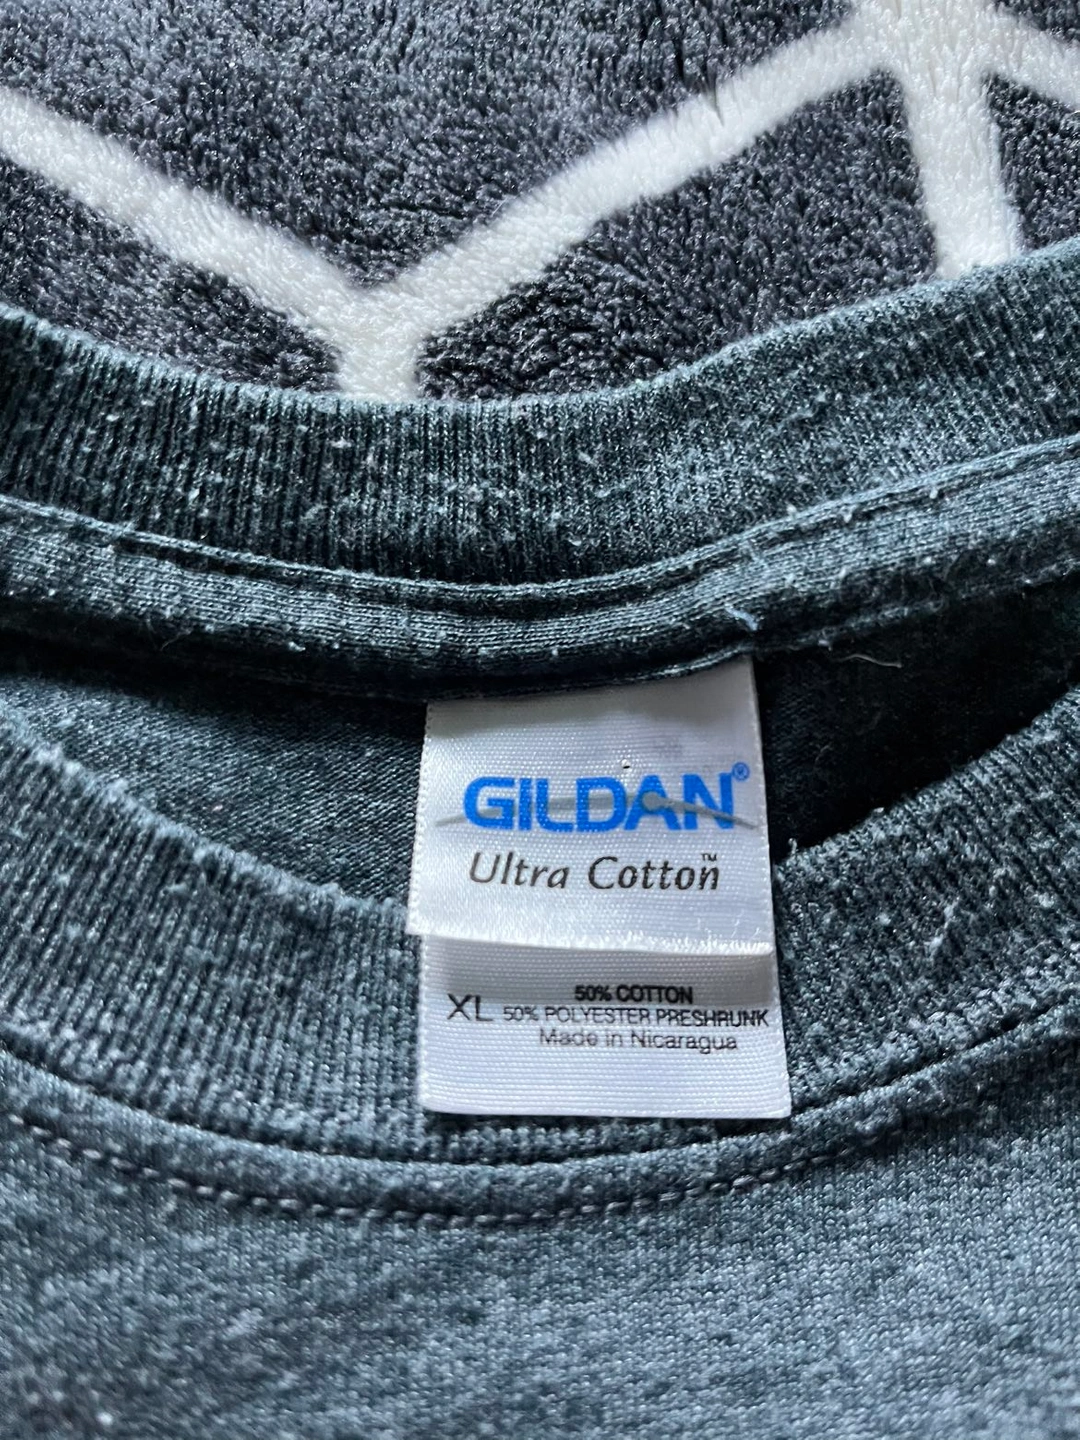 GILDAN®
Ultra Cotton™
50% COTTON
XL 50% POLYESTER PRESHRUNK
Made in Nicaragua